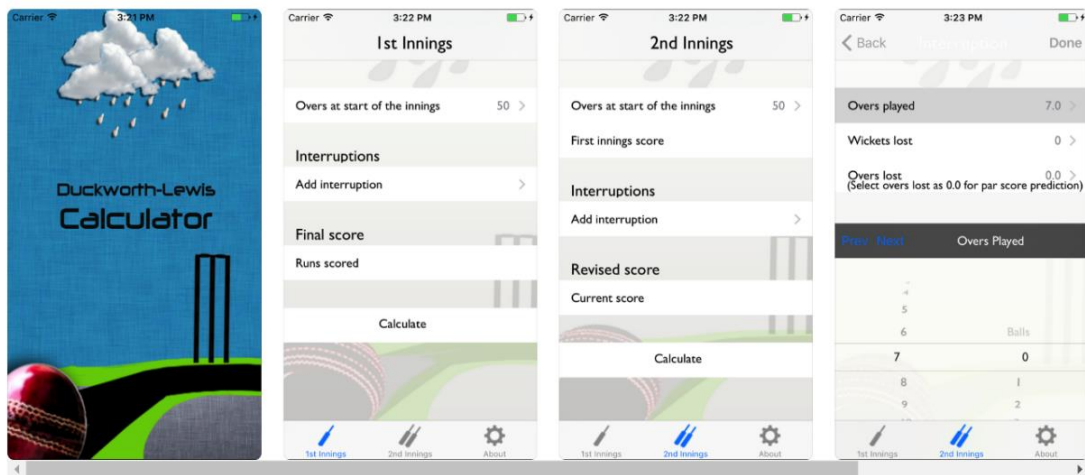 Carrier 3:21 PM
Duckworth-Lewis
Calculator
Carrier 3:22 PM
1st Innings
Overs at start of the innings 50
Interruptions
Add interruption
Final score
Runs scored
Calculate
1st Innings 2nd Innings About
Carrier 3:22 PM
2nd Innings
Overs at start of the innings 50
First innings score
Interruptions
Add interruption
Revised score
Current score
Calculate
1st Innings 2nd Innings About
Carrier 3:23 PM
Back Interruption Done
Overs played 7.0
Wickets lost 0
Overs lost 0.0
(Select overs lost as 0.0 for par score prediction)
Prev Next Overs Played
4
5
6 Balls
7 0
8 1
9 2
1st Innings 2nd Innings About